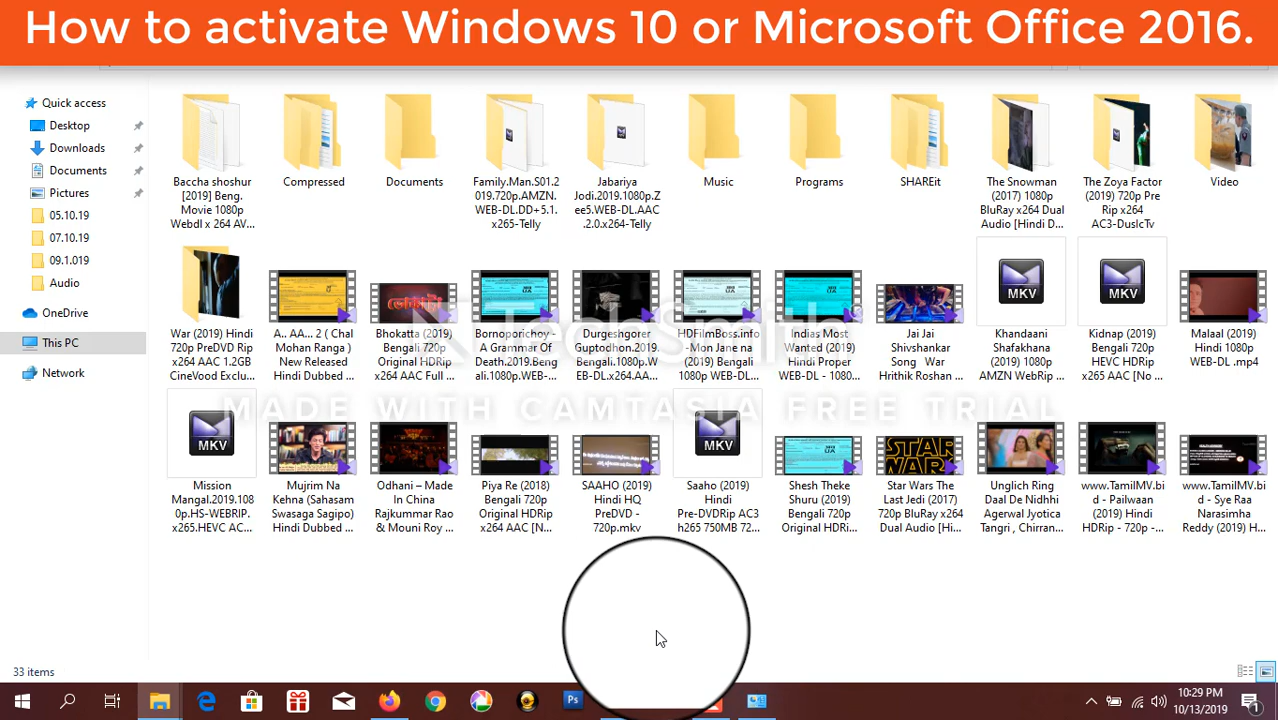 How to activate Windows 10 or Microsoft Office 2016.
Quick access
Desktop
Downloads
Documents
Pictures
05.10.19
07.10.19
09.1.019
Audio
OneDrive
This PC
Network
Baccha shoshur
[2019] Beng.
Movie 1080p
Webdl x 264 AV...
Compressed
Documents
Family.Man.S01.2
019.720p.AMZN.
WEB-DL.DD+5.1.
x265-Telly
Jabariya
Jodi.2019.1080p.Z
ee5.WEB-DL.AAC
.2.0.x264-Telly
Music
Programs
SHAREit
The Snowman
(2017) 1080p
BluRay x264 Dual
Audio [Hindi D...
The Zoya Factor
(2019) 720p Pre
Rip x264
AC3-DusIcTv
Video
War (2019) Hindi
720p PreDVD Rip
x264 AAC 1.2GB
CineVood Exclu...
A.. AA... 2 ( Chal
Mohan Ranga )
New Released
Hindi Dubbed ...
ভোকাট্টা
Bhokatta (2019)
Bengali 720p
Original HDRip
x264 AAC Full ...
Bornoporichoy -
A Grammar Of
Death.2019.Beng
ali.1080p.WEB-...
Durgeshgorer
Guptodhon.2019.
Bengali.1080p.W
EB-DL.x264.AA...
HDFilmBoss.info
- Mon Jane na
(2019) Bengali
1080p WEB-DL...
Indias Most
Wanted (2019)
Hindi Proper
WEB-DL - 1080...
Jai Jai
Shivshankar
Song War
Hrithik Roshan ...
MKV
Khandaani
Shafakhana
(2019) 1080p
AMZN WebRip ...
MKV
Kidnap (2019)
Bengali 720p
HEVC HDRip
x265 AAC [No ...
Malaal (2019)
Hindi 1080p
WEB-DL .mp4
TechSmith
MADE WITH CAMTASIA FREE TRIAL
MKV
Mission
Mangal.2019.108
0p.HS-WEBRIP.
x265.HEVC AC...
Mujrim Na
Kehna (Sahasam
Swasaga Sagipo)
Hindi Dubbed ...
Odhani – Made
In China
Rajkummar Rao
& Mouni Roy ...
Piya Re (2018)
Bengali 720p
Original HDRip
x264 AAC [N...
SAAHO (2019)
Hindi HQ
PreDVD -
720p.mkv
MKV
Saaho (2019)
Hindi
Pre-DVDRip AC3
h265 750MB 72...
Shesh Theke
Shuru (2019)
Bengali 720p
Original HDRi...
STAR
WARS
Star Wars The
Last Jedi (2017)
720p BluRay x264
Dual Audio [Hi...
Unglich Ring
Daal De Nidhhi
Agerwal Jyotica
Tangri , Chirran...
www.TamilMV.bi
d - Pailwaan
(2019) Hindi
HDRip - 720p -...
www.TamilMV.bi
d - Sye Raa
Narasimha
Reddy (2019) H...
33 items
Ps
10:29 PM
10/13/2019
1